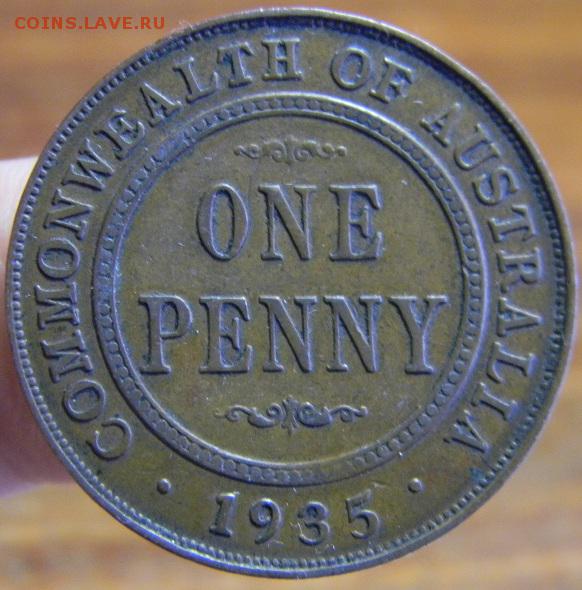 COINS.LAVE.RU
COMMONWEALTH OF AUSTRALIA
ONE
PENNY
· 1935 ·